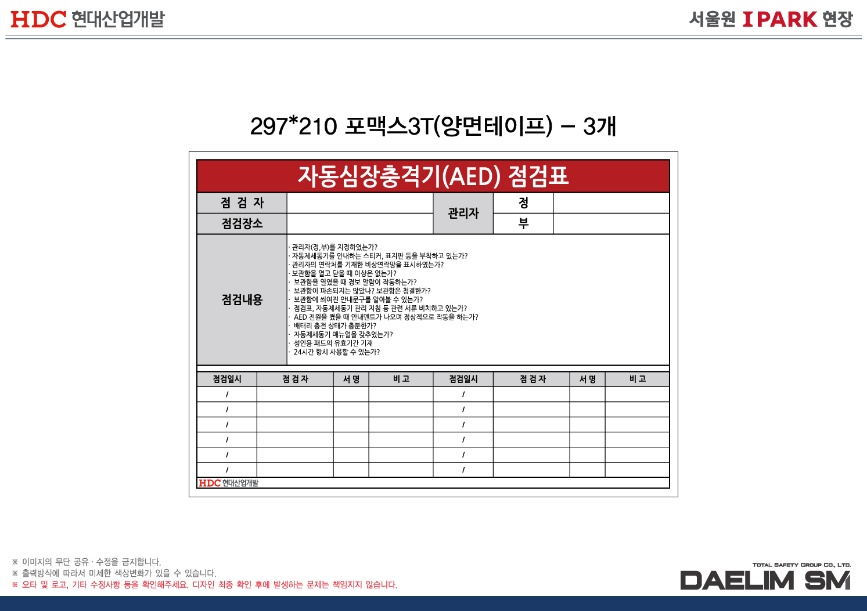 HDC 현대산업개발
서울원 I PARK 현장
297*210 포맥스3T(양면테이프) - 3개
자동심장충격기(AED) 점검표
점 검 자 관리자 정
점검장소 부
점검내용
· 관리자(정,부)를 지정하였는가?
· 자동제세동기를 안내하는 스티커, 표지판 등을 부착하고 있는가?
· 관리자의 연락처를 기재한 비상연락망을 표시하였는가?
· 보관함을 열고 닫을 때 이상은 없는가?
· 보관함을 열었을 때 경보 알람이 작동하는가?
· 보관함이 파손되지는 않았나? 보관함은 청결한가?
· 보관함에 씌여진 안내문구를 알아볼 수 있는가?
· 점검표, 자동제세동기 관리 지침 등 관련 서류 비치하고 있는가?
· AED 전원을 켰을 때 안내멘트가 나오며 정상적으로 작동을 하는가?
· 배터리 충전 상태가 충분한가?
· 자동제세동기 메뉴얼을 갖추었는가?
· 성인용 패드의 유효기간 기재
· 24시간 항시 사용할 수 있는가?
점검일시 점 검 자 서 명 비 고 점검일시 점 검 자 서 명 비 고
/ /
/ /
/ /
/ /
/ /
/ /
HDC 현대산업개발
※ 이미지의 무단 공유 · 수정을 금지합니다.
※ 출력방식에 따라서 미세한 색상변화가 있을 수 있습니다.
※ 오타 및 로고, 기타 수정사항 등을 확인해주세요. 디자인 최종 확인 후에 발생하는 문제는 책임지지 않습니다.
TOTAL SAFETY GROUP CO., LTD.
DAELIM SM